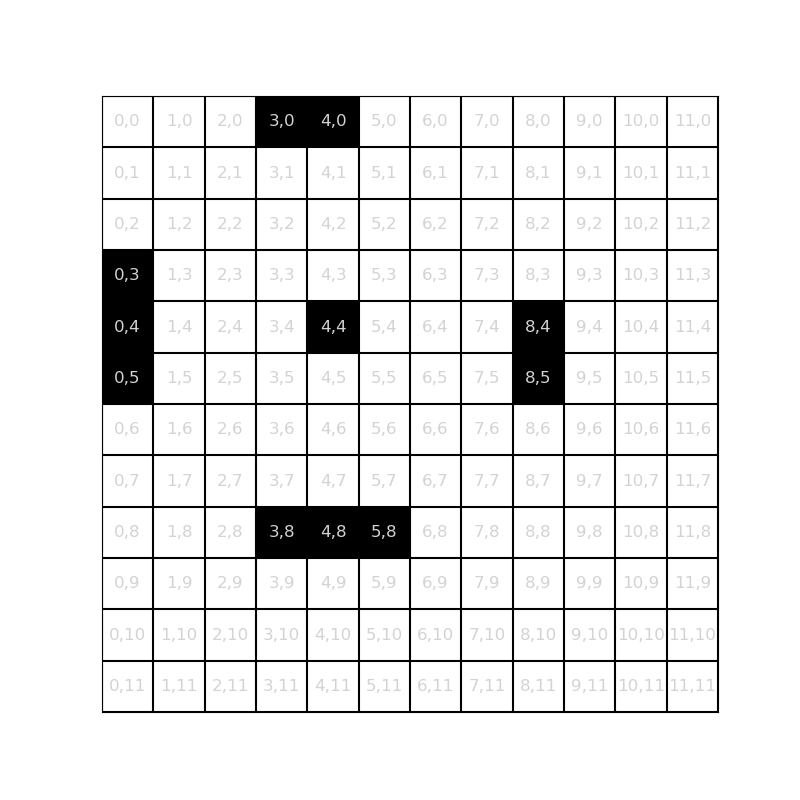 0,0 1,0 2,0 3,0 4,0 5,0 6,0 7,0 8,0 9,0 10,0 11,0
0,1 1,1 2,1 3,1 4,1 5,1 6,1 7,1 8,1 9,1 10,1 11,1
0,2 1,2 2,2 3,2 4,2 5,2 6,2 7,2 8,2 9,2 10,2 11,2
0,3 1,3 2,3 3,3 4,3 5,3 6,3 7,3 8,3 9,3 10,3 11,3
0,4 1,4 2,4 3,4 4,4 5,4 6,4 7,4 8,4 9,4 10,4 11,4
0,5 1,5 2,5 3,5 4,5 5,5 6,5 7,5 8,5 9,5 10,5 11,5
0,6 1,6 2,6 3,6 4,6 5,6 6,6 7,6 8,6 9,6 10,6 11,6
0,7 1,7 2,7 3,7 4,7 5,7 6,7 7,7 8,7 9,7 10,7 11,7
0,8 1,8 2,8 3,8 4,8 5,8 6,8 7,8 8,8 9,8 10,8 11,8
0,9 1,9 2,9 3,9 4,9 5,9 6,9 7,9 8,9 9,9 10,9 11,9
0,10 1,10 2,10 3,10 4,10 5,10 6,10 7,10 8,10 9,10 10,10 11,10
0,11 1,11 2,11 3,11 4,11 5,11 6,11 7,11 8,11 9,11 10,11 11,11